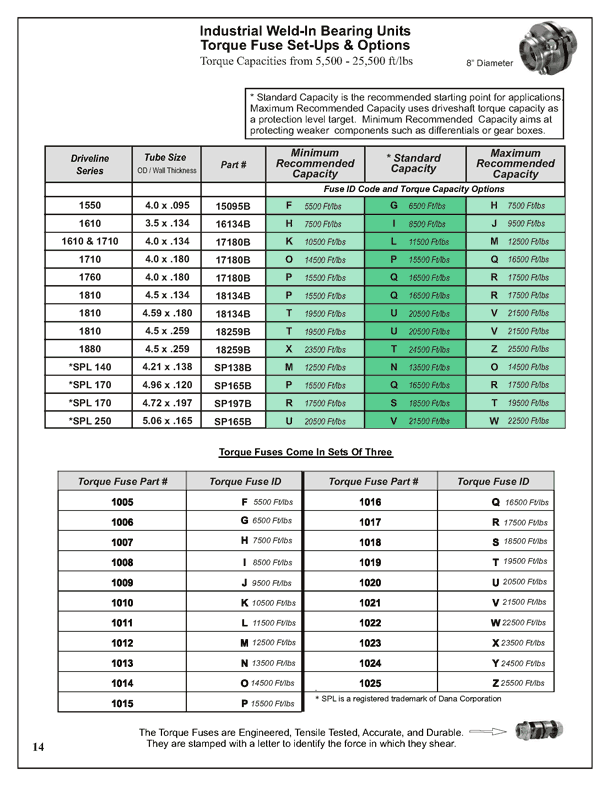 Industrial Weld-In Bearing Units
Torque Fuse Set-Ups & Options
Torque Capacities from 5,500 - 25,500 ft/lbs
8" Diameter
* Standard Capacity is the recommended starting point for applications.
Maximum Recommended Capacity uses driveshaft torque capacity as
a protection level target. Minimum Recommended Capacity aims at
protecting weaker components such as differentials or gear boxes.
Driveline Series Tube Size OD / Wall Thickness Part # Minimum Recommended Capacity * Standard Capacity Maximum Recommended Capacity
Fuse ID Code and Torque Capacity Options
1550 4.0 x .095 15095B F 5500 Ft/lbs G 6500 Ft/lbs H 7500 Ft/lbs
1610 3.5 x .134 16134B H 7500 Ft/lbs I 8500 Ft/lbs J 9500 Ft/lbs
1610 & 1710 4.0 x .134 17180B K 10500 Ft/lbs L 11500 Ft/lbs M 12500 Ft/lbs
1710 4.0 x .180 17180B O 14500 Ft/lbs P 15500 Ft/lbs Q 16500 Ft/lbs
1760 4.0 x .180 17180B P 15500 Ft/lbs Q 16500 Ft/lbs R 17500 Ft/lbs
1810 4.5 x .134 18134B P 15500 Ft/lbs Q 16500 Ft/lbs R 17500 Ft/lbs
1810 4.59 x .180 18134B T 19500 Ft/lbs U 20500 Ft/lbs V 21500 Ft/lbs
1810 4.5 x .259 18259B T 19500 Ft/lbs U 20500 Ft/lbs V 21500 Ft/lbs
1880 4.5 x .259 18259B X 23500 Ft/lbs T 24500 Ft/lbs Z 25500 Ft/lbs
*SPL 140 4.21 x .138 SP138B M 12500 Ft/lbs N 13500 Ft/lbs O 14500 Ft/lbs
*SPL 170 4.96 x .120 SP165B P 15500 Ft/lbs Q 16500 Ft/lbs R 17500 Ft/lbs
*SPL 170 4.72 x .197 SP197B R 17500 Ft/lbs S 18500 Ft/lbs T 19500 Ft/lbs
*SPL 250 5.06 x .165 SP165B U 20500 Ft/lbs V 21500 Ft/lbs W 22500 Ft/lbs
Torque Fuses Come In Sets Of Three
Torque Fuse Part # Torque Fuse ID Torque Fuse Part # Torque Fuse ID
1005 F 5500 Ft/lbs 1016 Q 16500 Ft/lbs
1006 G 6500 Ft/lbs 1017 R 17500 Ft/lbs
1007 H 7500 Ft/lbs 1018 S 18500 Ft/lbs
1008 I 8500 Ft/lbs 1019 T 19500 Ft/lbs
1009 J 9500 Ft/lbs 1020 U 20500 Ft/lbs
1010 K 10500 Ft/lbs 1021 V 21500 Ft/lbs
1011 L 11500 Ft/lbs 1022 W 22500 Ft/lbs
1012 M 12500 Ft/lbs 1023 X 23500 Ft/lbs
1013 N 13500 Ft/lbs 1024 Y 24500 Ft/lbs
1014 O 14500 Ft/lbs 1025 Z 25500 Ft/lbs
1015 P 15500 Ft/lbs * SPL is a registered trademark of Dana Corporation
The Torque Fuses are Engineered, Tensile Tested, Accurate, and Durable.
They are stamped with a letter to identify the force in which they shear.
14